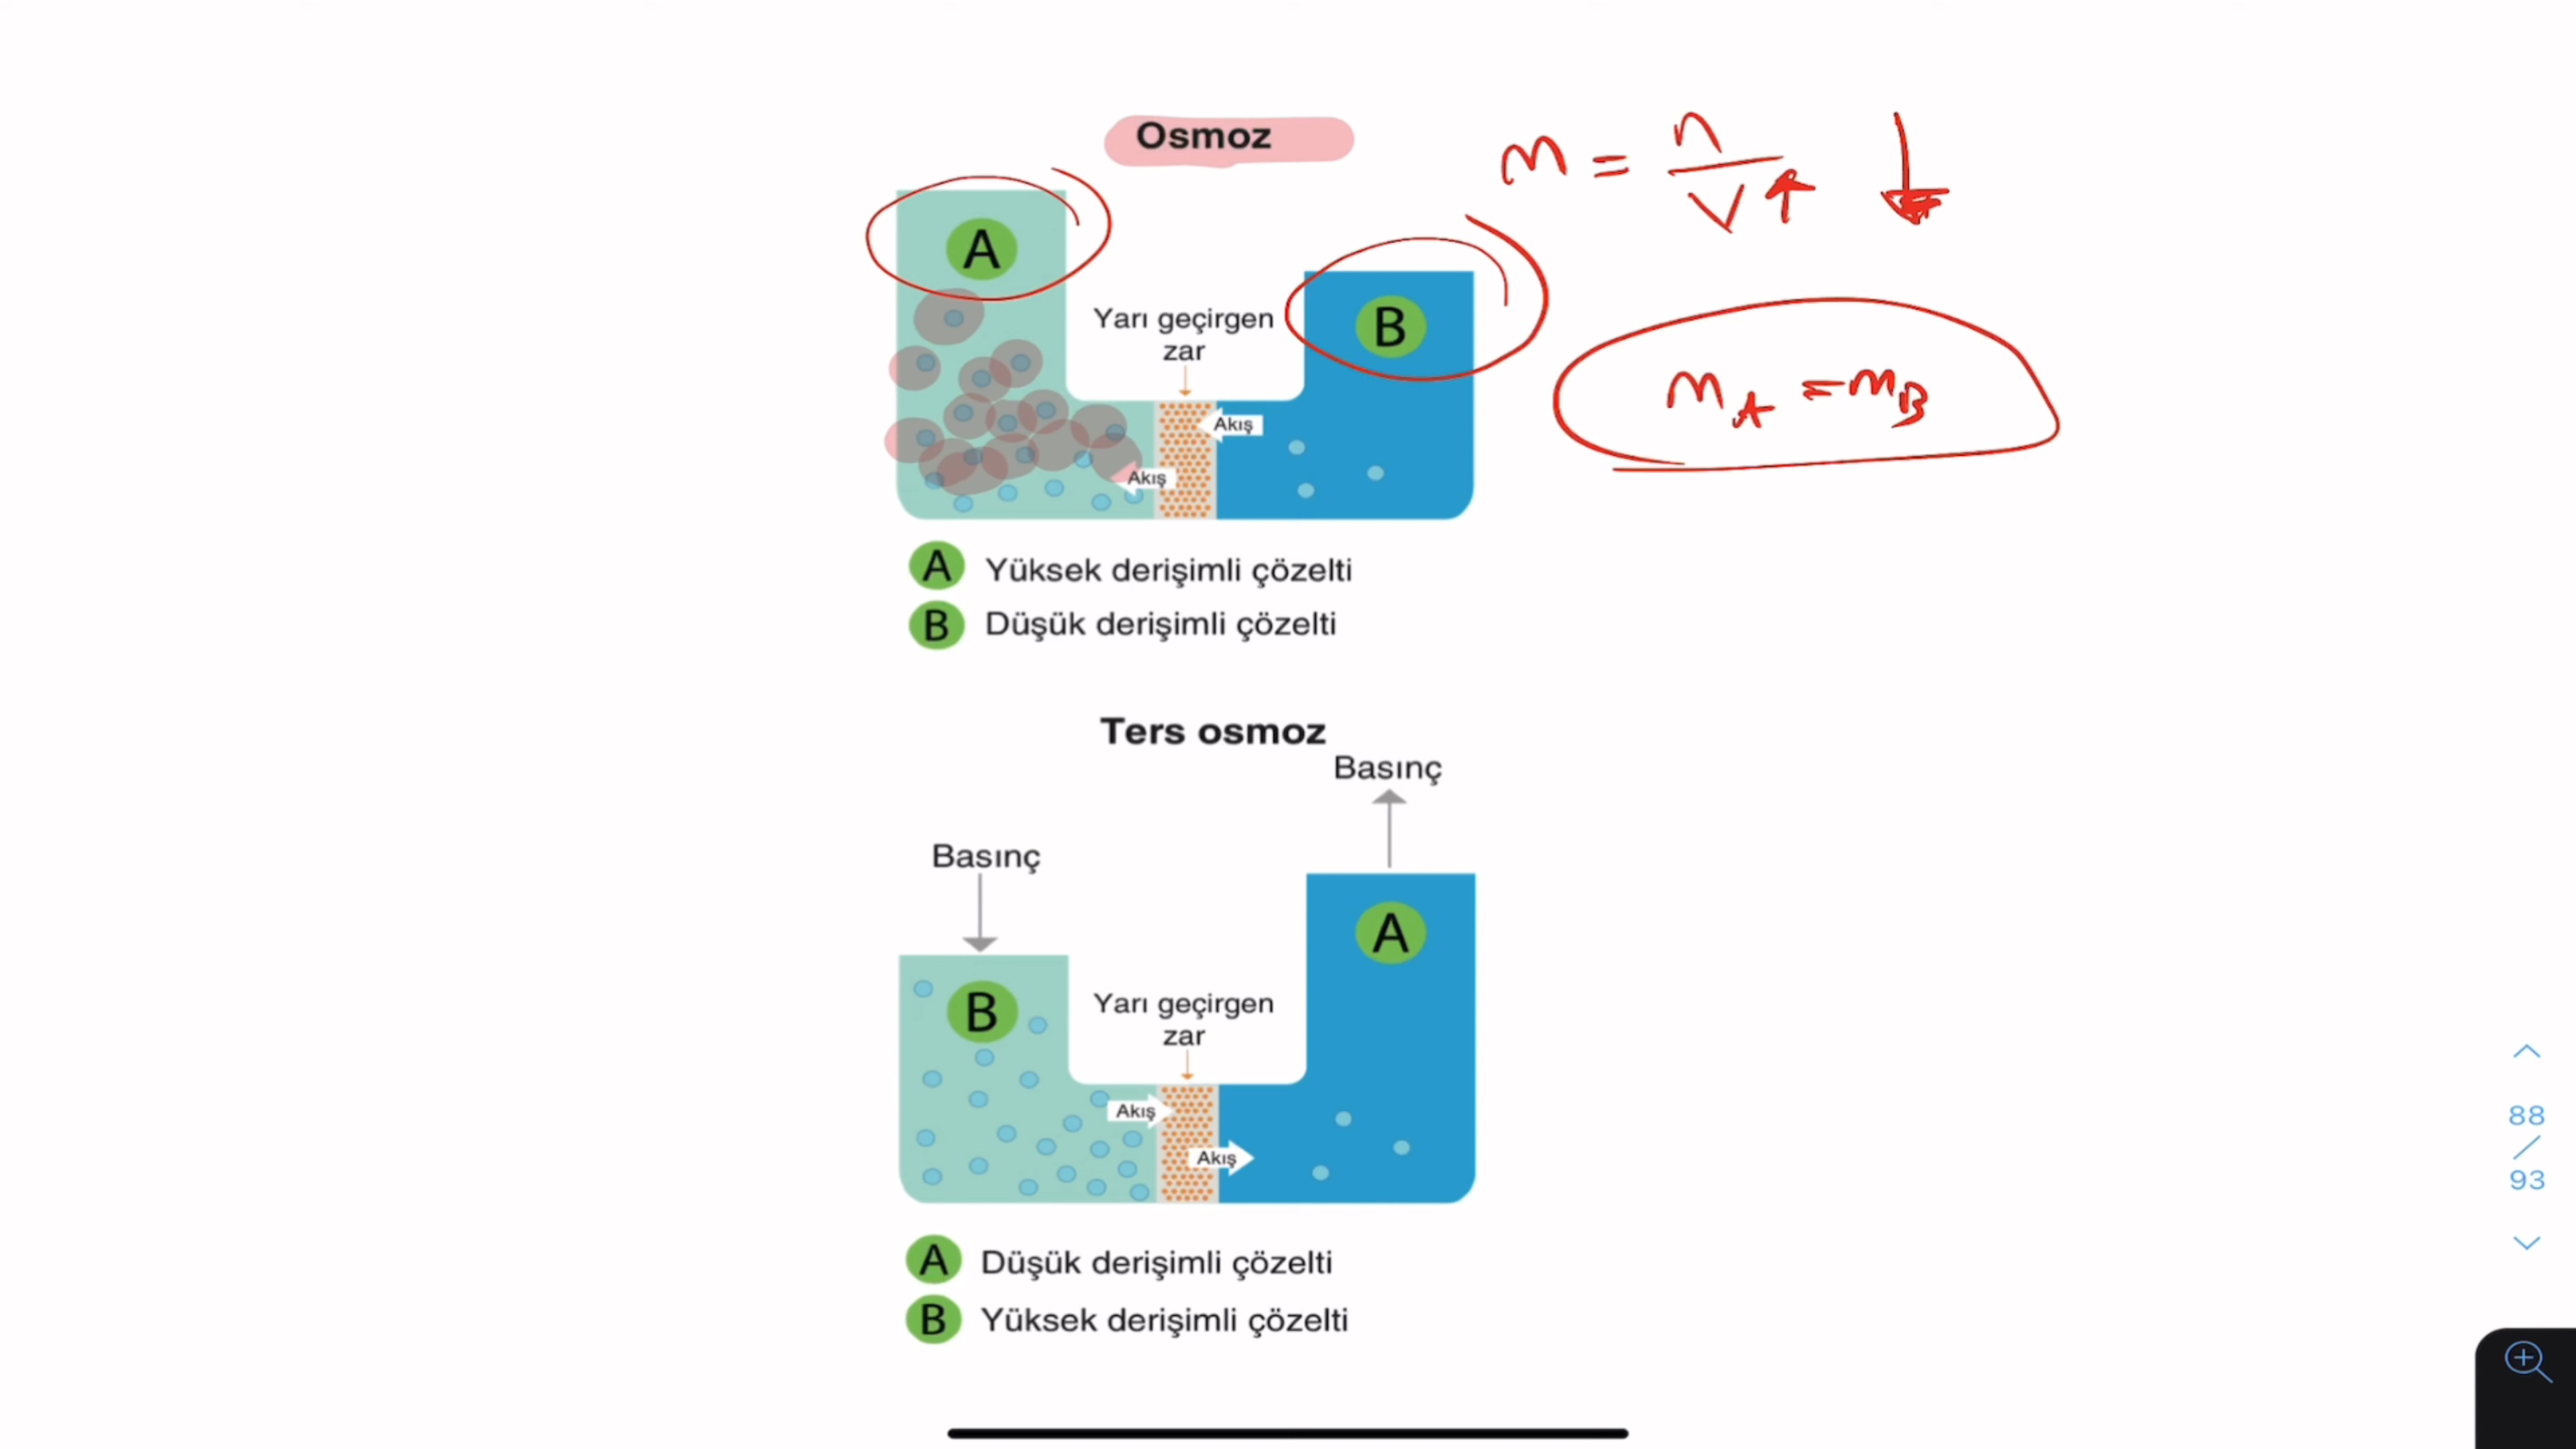 Osmoz
m = n / V ↑ ↓
A
B
Yarı geçirgen
zar
m_A = m_B
Akış
Akış
A Yüksek derişimli çözelti
B Düşük derişimli çözelti
Ters osmoz
Basınç
Basınç
A
B
Yarı geçirgen
zar
Akış
Akış
A Düşük derişimli çözelti
B Yüksek derişimli çözelti
88
/
93